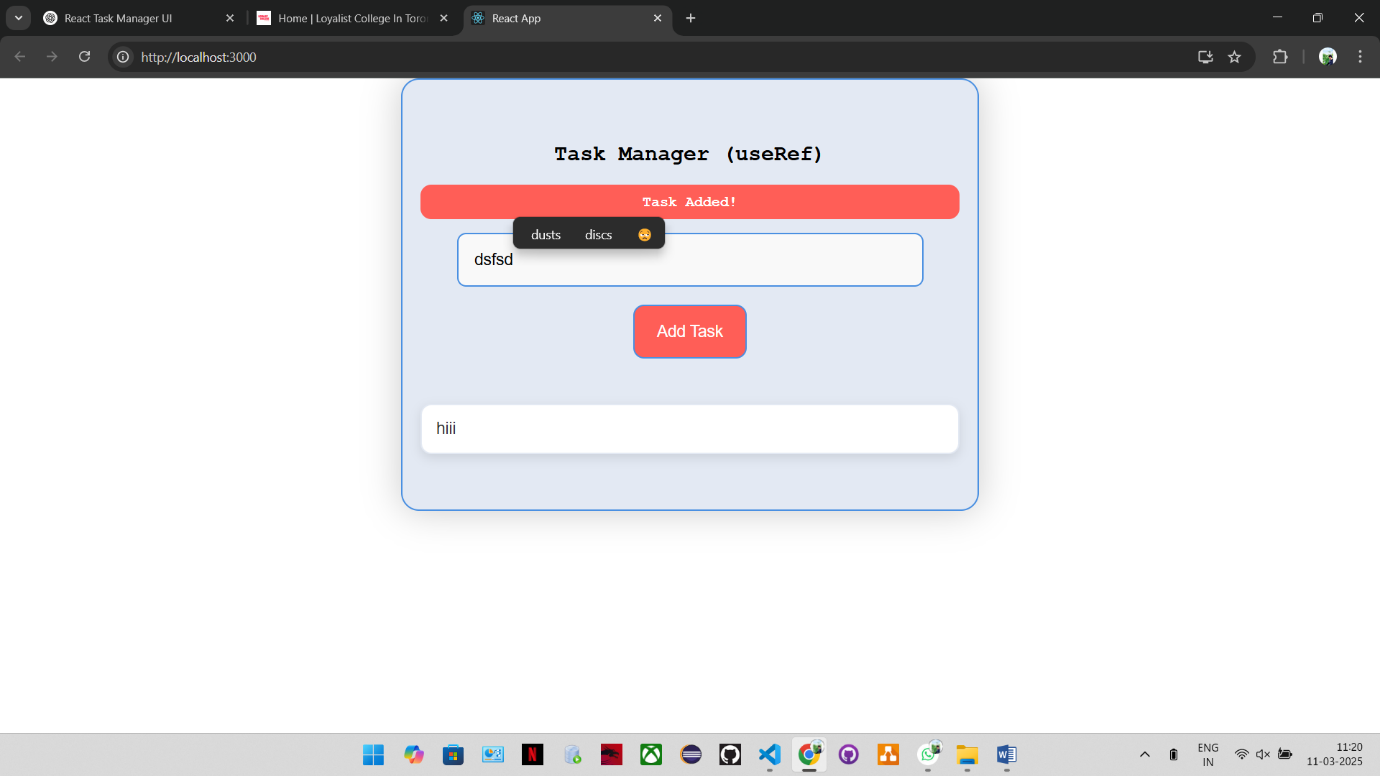 React Task Manager UI
Home | Loyalist College In Toro
React App
http://localhost:3000
Task Manager (useRef)
Task Added!
dusts discs 😵
dsfsd
Add Task
hiii
ENG
IN
11:20
11-03-2025